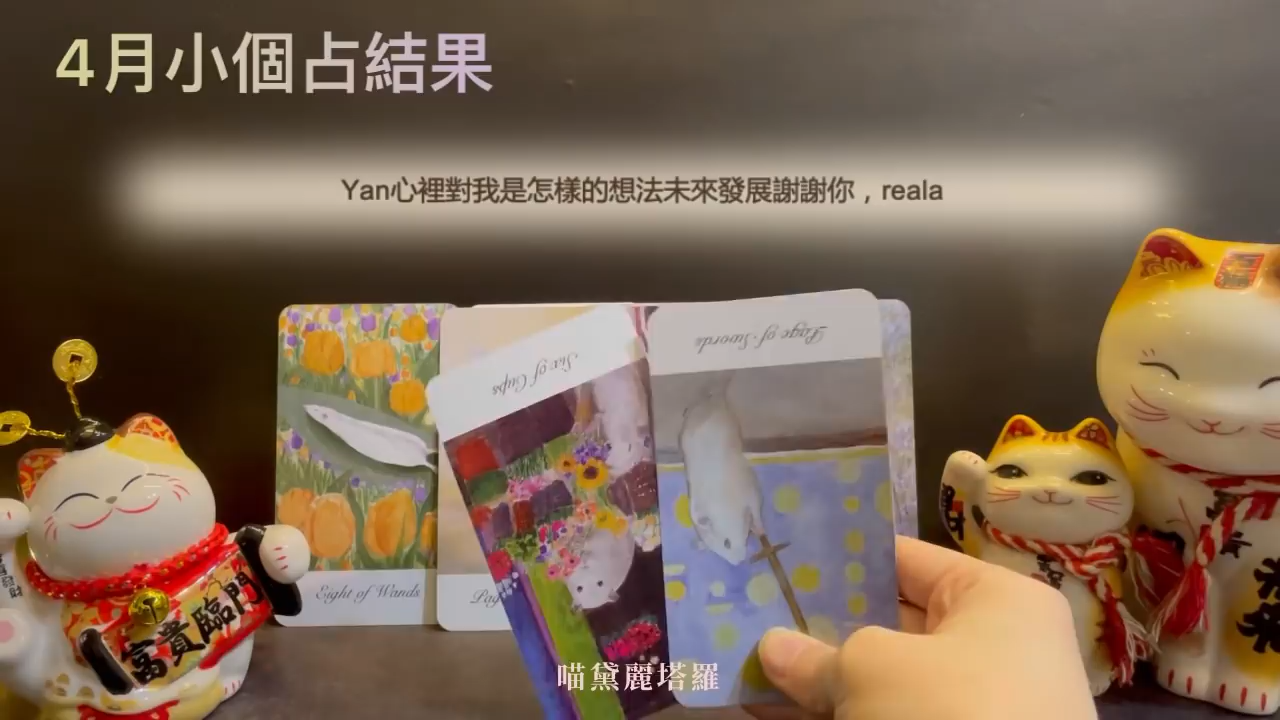 4月小個占結果
Yan心裡對我是怎樣的想法未來發展謝謝你，reala
Six of Cups
Page of Swords
Eight of Wands
Pag
富貴臨門
喵黛麗塔羅